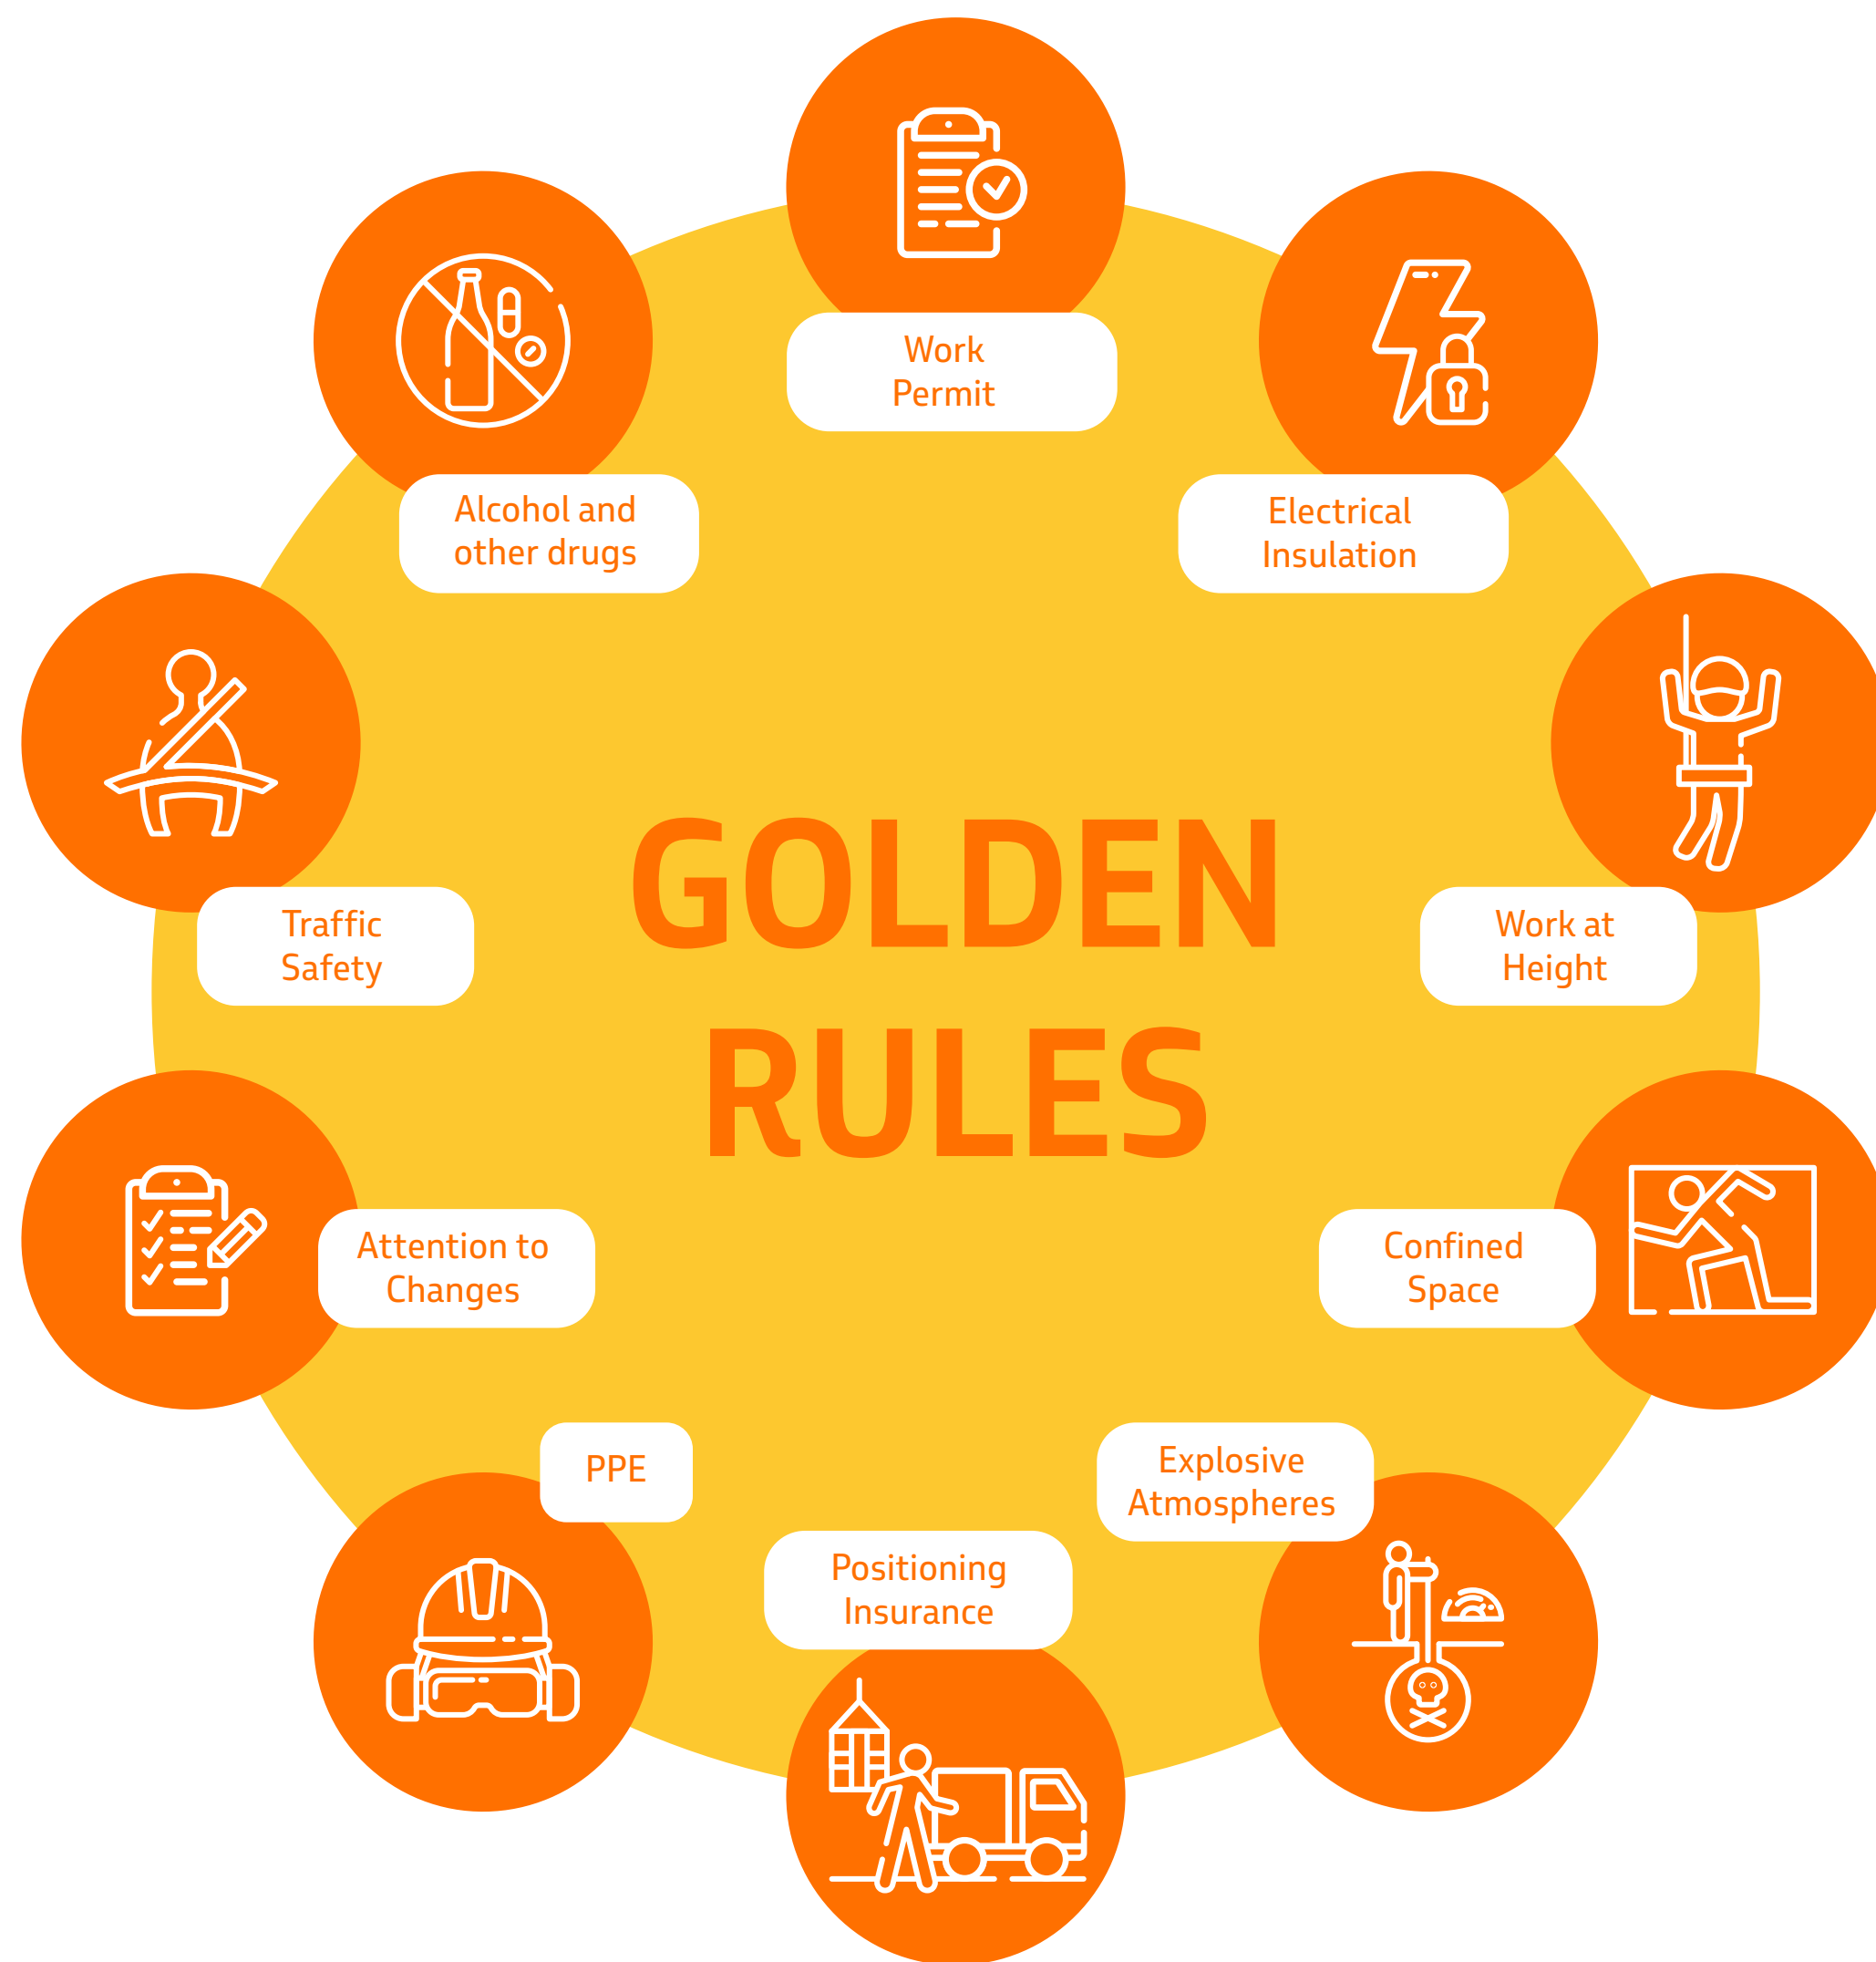 Work
Permit
Alcohol and
other drugs
Electrical
Insulation
GOLDEN
RULES
Traffic
Safety
Work at
Height
Attention to
Changes
Confined
Space
PPE
Explosive
Atmospheres
Positioning
Insurance